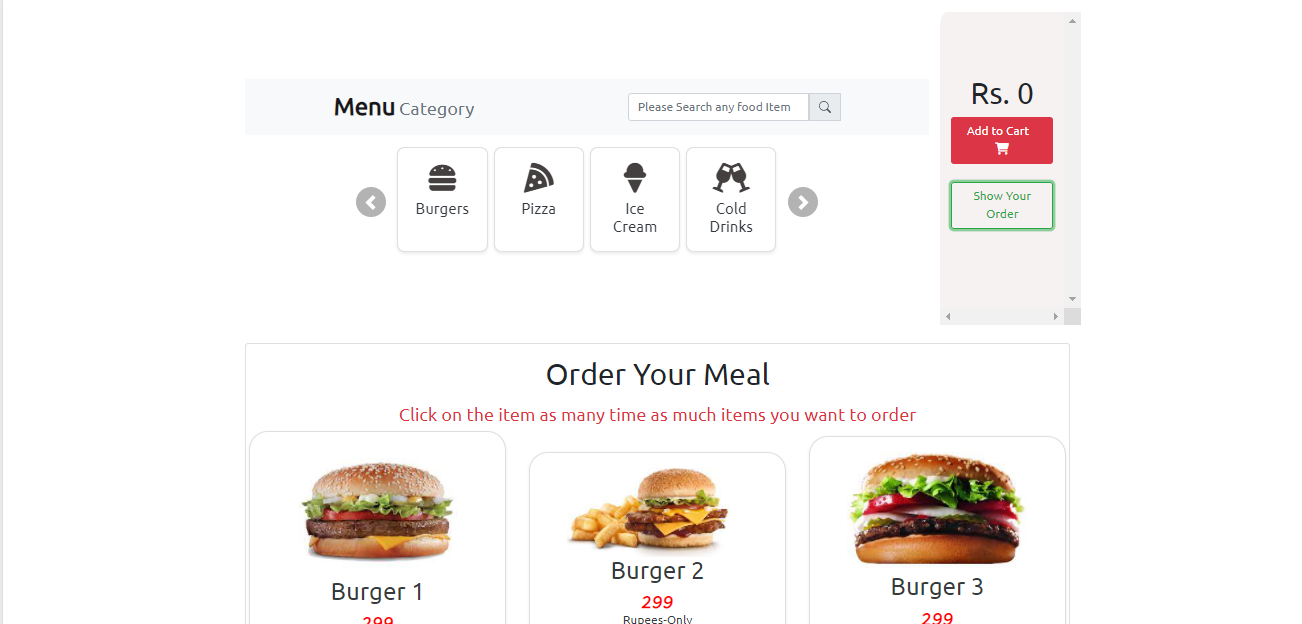 Menu Category
Please Search any food Item
Rs. 0
Add to Cart
Show Your
Order
Burgers
Pizza
Ice
Cream
Cold
Drinks
Order Your Meal
Click on the item as many time as much items you want to order
Burger 1
299
Burger 2
299
Rupees-Only
Burger 3
299